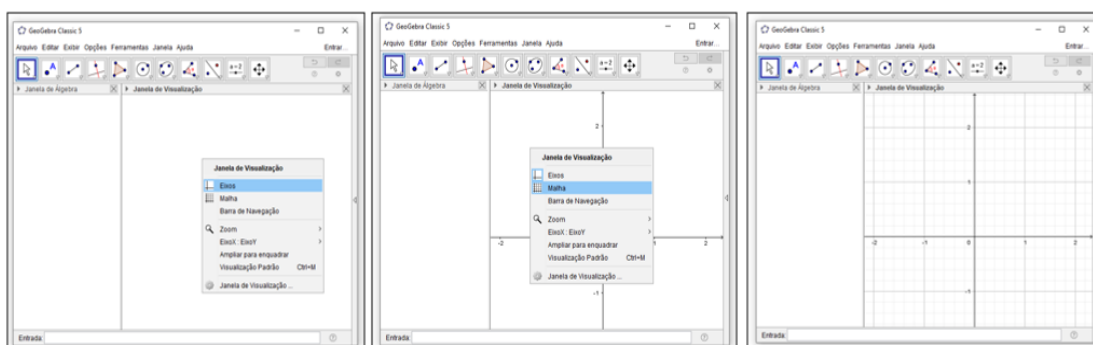 GeoGebra Classic 5
Arquivo Editar Exibir Opções Ferramentas Janela Ajuda
Entrar...
A
a=2
Janela de Álgebra
Janela de Visualização
Janela de Visualização
Eixos
Malha
Barra de Navegação
Zoom
EixoX : EixoY
Ampliar para enquadrar
Visualização Padrão Ctrl+M
Janela de Visualização ...
Entrada:
GeoGebra Classic 5
Arquivo Editar Exibir Opções Ferramentas Janela Ajuda
Entrar...
A
a=2
Janela de Álgebra
Janela de Visualização
2
Janela de Visualização
Eixos
Malha
Barra de Navegação
Zoom
EixoX : EixoY
Ampliar para enquadrar
Visualização Padrão Ctrl+M
Janela de Visualização ...
-2 1 2
-1
Entrada:
GeoGebra Classic 5
Arquivo Editar Exibir Opções Ferramentas Janela Ajuda
Entrar...
A
a=2
Janela de Álgebra
Janela de Visualização
2
1
-2 -1 0 1 2
-1
Entrada: